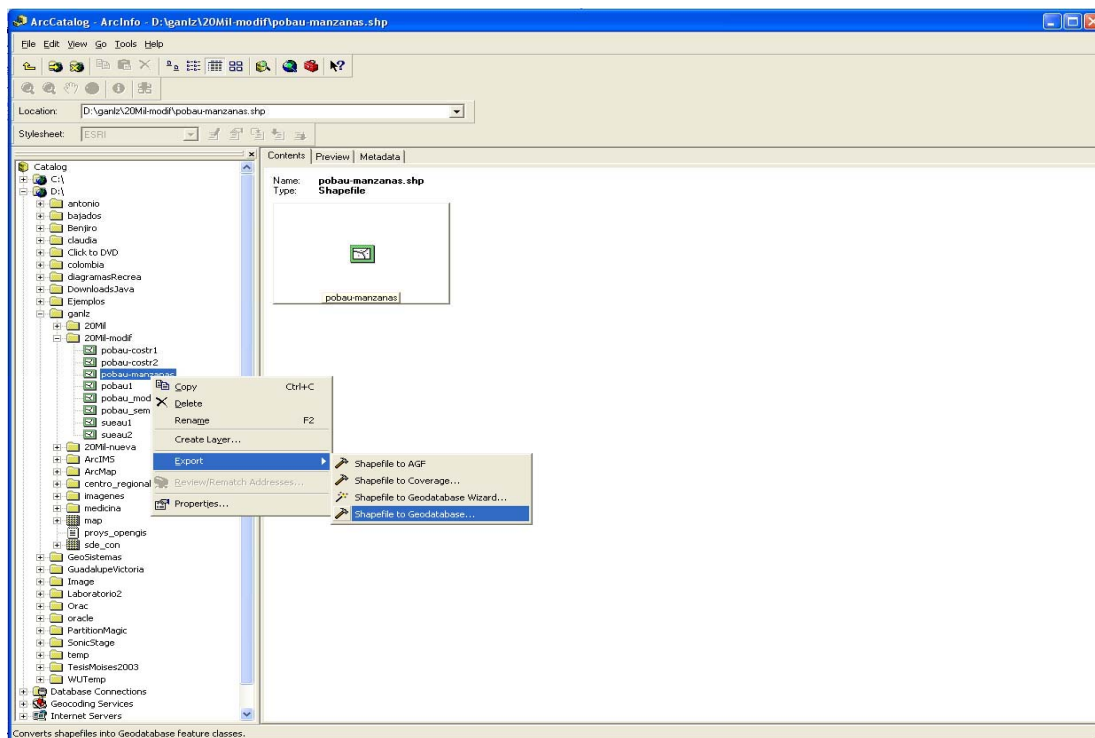 ArcCatalog - ArcInfo - D:\ganlz\20Mil-modif\pobau-manzanas.shp
File Edit View Go Tools Help
Location: D:\ganlz\20Mil-modif\pobau-manzanas.shp
Stylesheet: ESRI
Contents Preview Metadata
Name: pobau-manzanas.shp
Type: Shapefile
pobau-manzanas
Catalog
C:\
D:\
antonio
bajados
Benjiro
claudia
Click to DVD
colombia
diagramasRecrea
DownloadsJava
Ejemplos
ganlz
20Mil
20Mil-modif
pobau-costr1
pobau-costr2
pobau-manzanas
pobau1
pobau_mod
pobau_sem
sueau1
sueau2
20Mil-nueva
ArcIMS
ArcMap
centro_regional
imagenes
medicina
map
proys_opengis
sde_con
GeoSistemas
GuadalupeVictoria
Image
Laboratorio2
Orac
oracle
PartitionMagic
SonicStage
temp
TesisMoises2003
WUTemp
Database Connections
Geocoding Services
Internet Servers
Copy Ctrl+C
Delete
Rename F2
Create Layer...
Export
Review/Rematch Addresses...
Properties...
Shapefile to AGF
Shapefile to Coverage...
Shapefile to Geodatabase Wizard...
Shapefile to Geodatabase...
Converts shapefiles into Geodatabase feature classes.